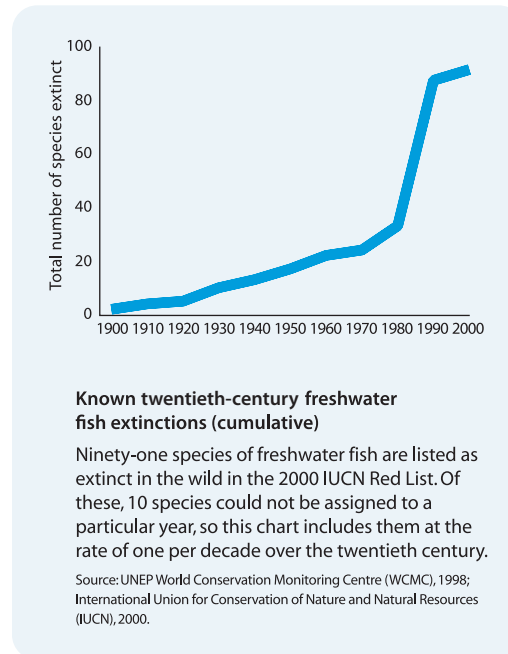 Total number of species extinct
100
80
60
40
20
0
1900 1910 1920 1930 1940 1950 1960 1970 1980 1990 2000
Known twentieth-century freshwater
fish extinctions (cumulative)
Ninety-one species of freshwater fish are listed as
extinct in the wild in the 2000 IUCN Red List. Of
these, 10 species could not be assigned to a
particular year, so this chart includes them at the
rate of one per decade over the twentieth century.
Source: UNEP World Conservation Monitoring Centre (WCMC), 1998;
International Union for Conservation of Nature and Natural Resources
(IUCN), 2000.